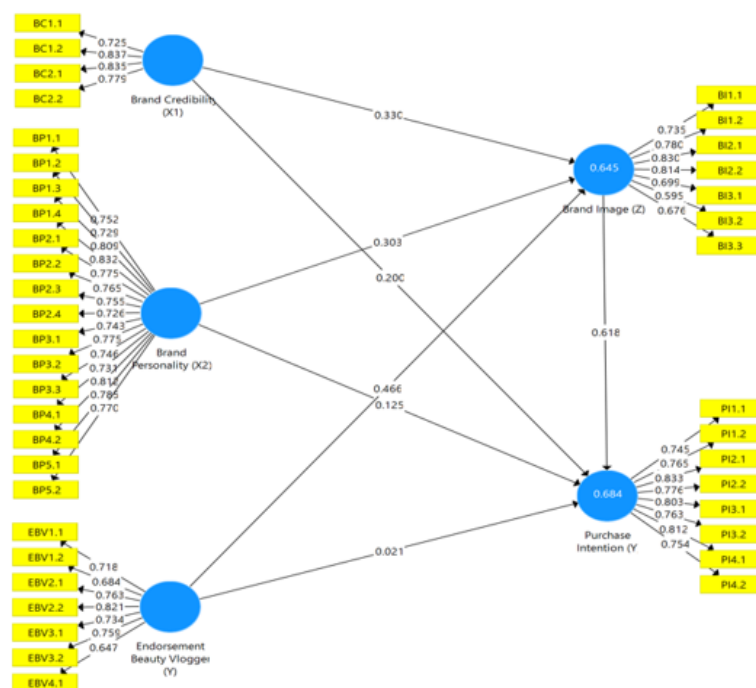 BC1.1
BC1.2
BC2.1
BC2.2
0.725
0.837
0.835
0.779
Brand Credibility
(X1)
BP1.1
BP1.2
BP1.3
BP1.4
BP2.1
BP2.2
BP2.3
BP2.4
BP3.1
BP3.2
BP3.3
BP4.1
BP4.2
BP5.1
BP5.2
0.752
0.729
0.809
0.832
0.775
0.765
0.755
0.726
0.743
0.775
0.746
0.731
0.785
0.770
Brand
Personality (X2)
EBV1.1
EBV1.2
EBV2.1
EBV2.2
EBV3.1
EBV3.2
EBV4.1
0.718
0.684
0.763
0.821
0.734
0.759
0.647
Endorsement
Beauty Vlogger
(Y)
0.330
0.303
0.200
0.466
0.125
0.021
0.618
0.645
Brand Image (Z)
0.735
0.780
0.830
0.814
0.699
0.595
0.676
BI1.1
BI1.2
BI2.1
BI2.2
BI3.1
BI3.2
BI3.3
0.684
Purchase
Intention (Y
0.745
0.765
0.833
0.776
0.803
0.763
0.812
0.754
PI1.1
PI1.2
PI2.1
PI2.2
PI3.1
PI3.2
PI4.1
PI4.2